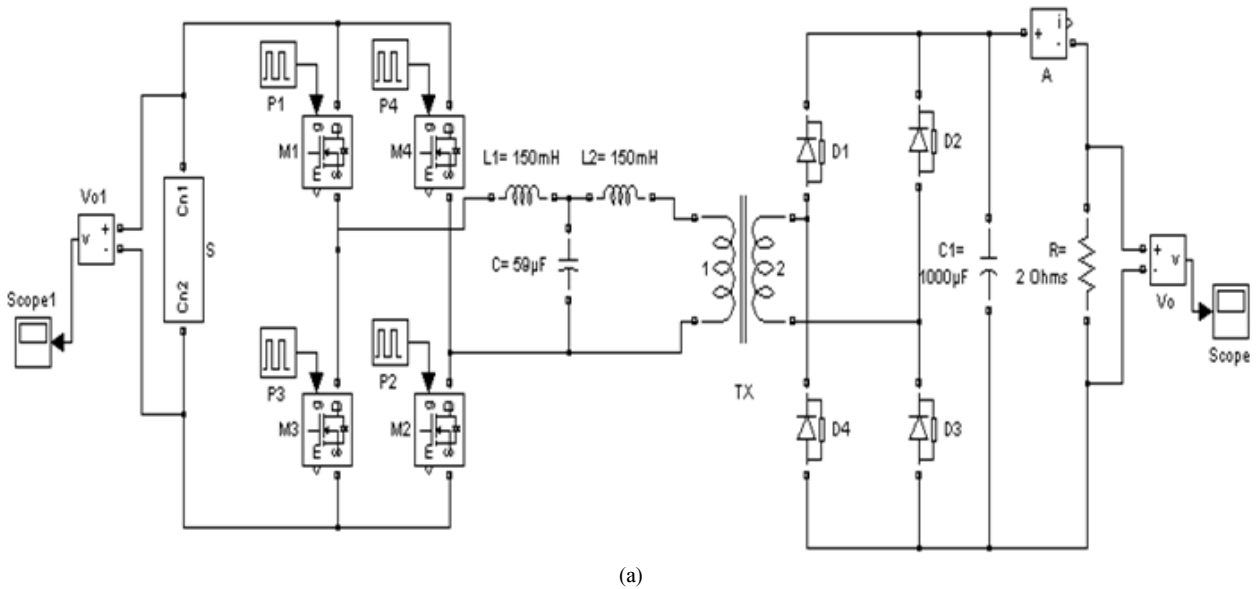 P1
P4
g
D
M1
m
S
g
D
M4
m
S
L1= 150mH
L2= 150mH
C= 59µF
Vo1
v
+
-
Scope1
Cn1
S
Cn2
P3
P2
g
D
M3
m
S
g
D
M2
m
S
1
2
TX
D1
D2
D4
D3
C1=
1000µF
+
i
-
A
R=
2 Ohms
+
-
v
Vo
Scope
(a)